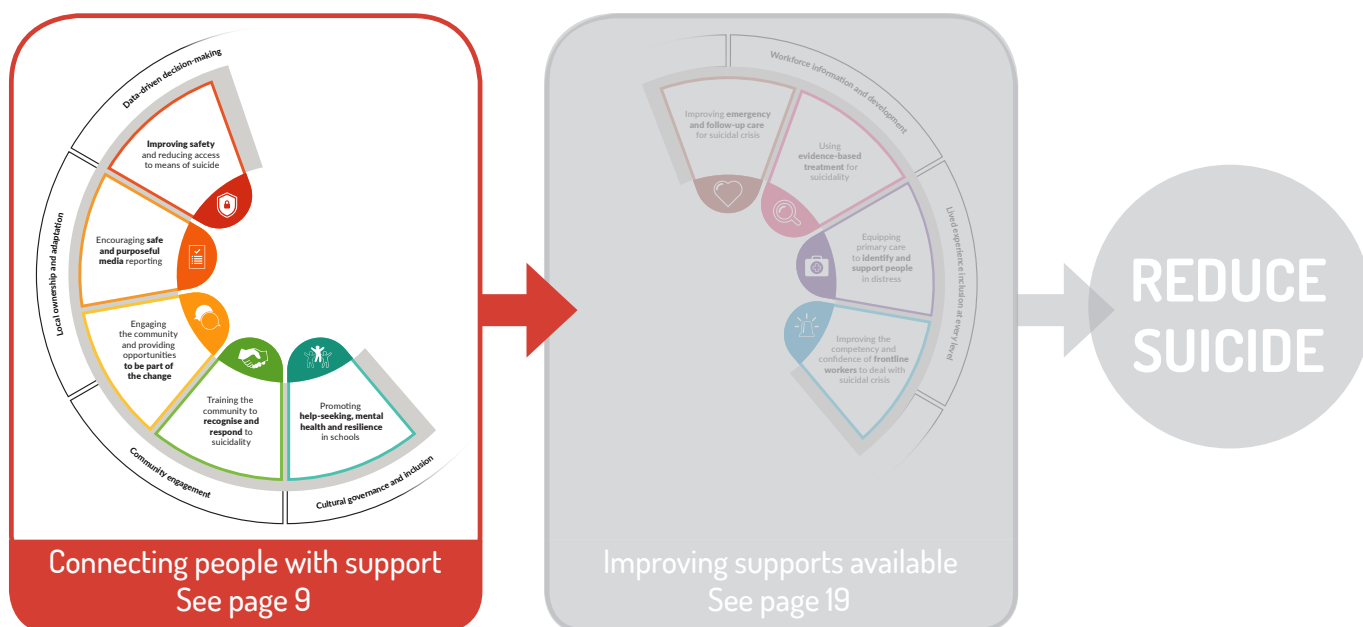 Data-driven decision-making
Improving safety
and reducing access
to means of suicide
Local ownership and adaptation
Encouraging safe
and purposeful
media reporting
Engaging
the community
and providing
opportunities
to be part of
the change
Training the
community to
recognise and
respond to
suicidality
Promoting
help-seeking, mental
health and resilience
in schools
Community engagement
Cultural governance and inclusion
Connecting people with support
See page 9
Workforce information and development
Improving emergency
and follow-up care
for suicidal crisis
Using
evidence-based
treatment for
suicidality
Lived experience inclusion at every level
Equipping
primary care
to identify and
support people
in distress
Improving the
competency and
confidence of frontline
workers to deal with
suicidal crisis
Improving supports available
See page 19
REDUCE
SUICIDE